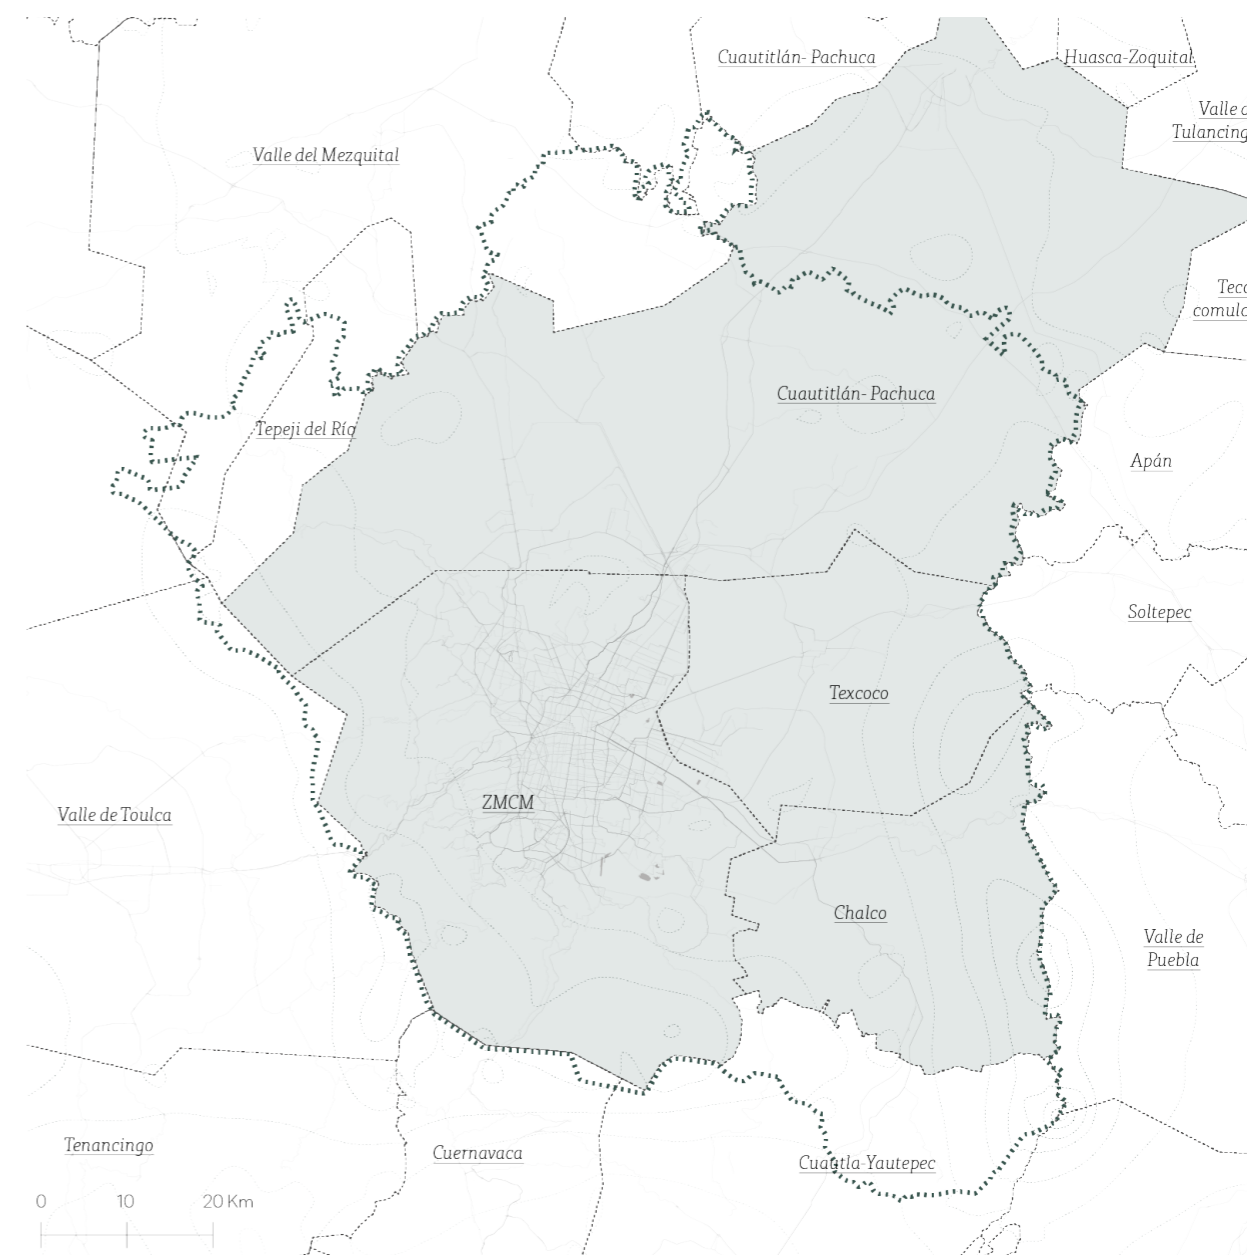 Cuautitlán- Pachuca
Huasca-Zoquital
Valle d
Tulancing
Valle del Mezquital
Teco
comulc
Cuautitlán- Pachuca
Tepeji del Río
Apán
Soltepec
Texcoco
ZMCM
Valle de Toulca
Chalco
Valle de
Puebla
Tenancingo
Cuernavaca
Cuautla-Yautepec
0 10 20 Km